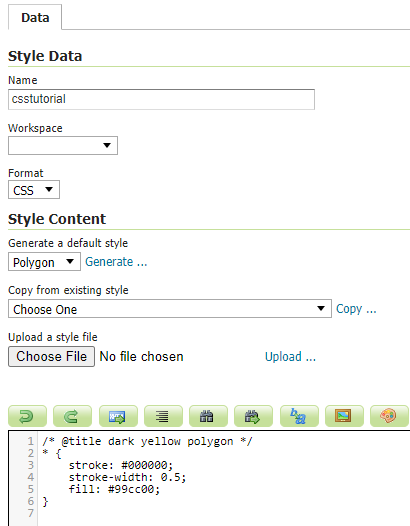 Data
Style Data
Name
csstutorial
Workspace
Format
CSS
Style Content
Generate a default style
Polygon Generate ...
Copy from existing style
Choose One Copy ...
Upload a style file
Choose File No file chosen Upload ...
1 /* @title dark yellow polygon */
2 * {
3 stroke: #000000;
4 stroke-width: 0.5;
5 fill: #99cc00;
6 }
7